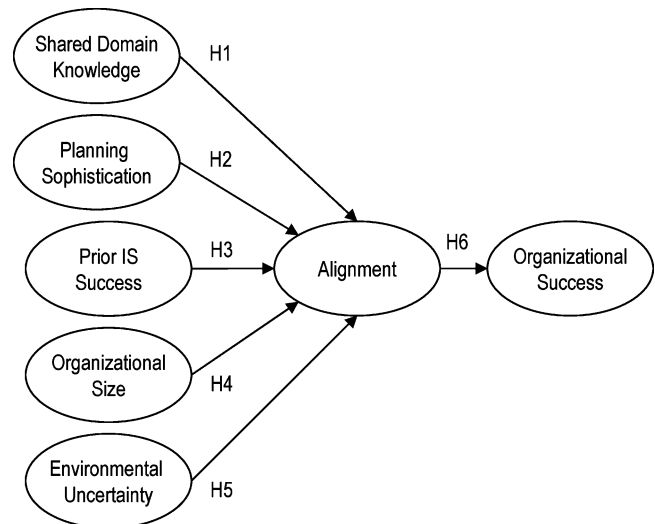 Shared Domain
Knowledge
H1
Planning
Sophistication
H2
Prior IS
Success
H3
Alignment
H6
Organizational
Success
Organizational
Size
H4
Environmental
Uncertainty
H5